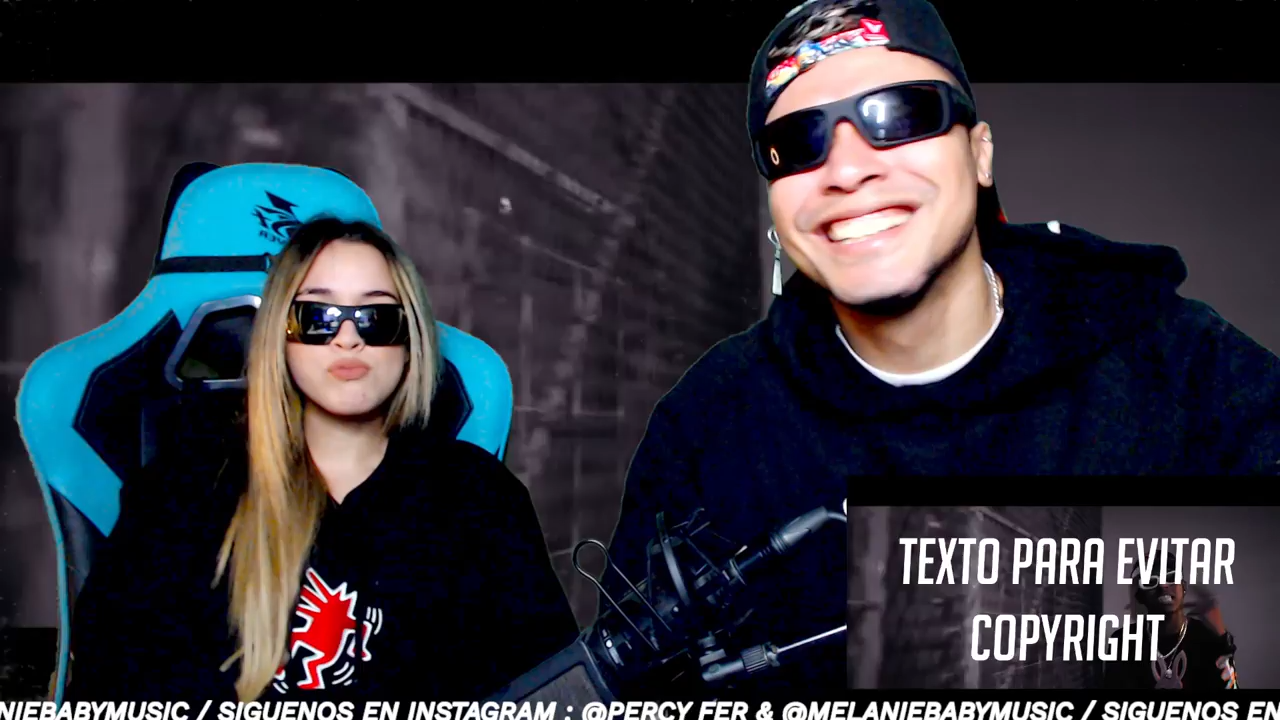 TEXTO PARA EVITAR
COPYRIGHT
NIEBABYMUSIC / SIGUENOS EN INSTAGRAM : @PERCY FER & @MELANIEBABYMUSIC / SIGUENOS EN